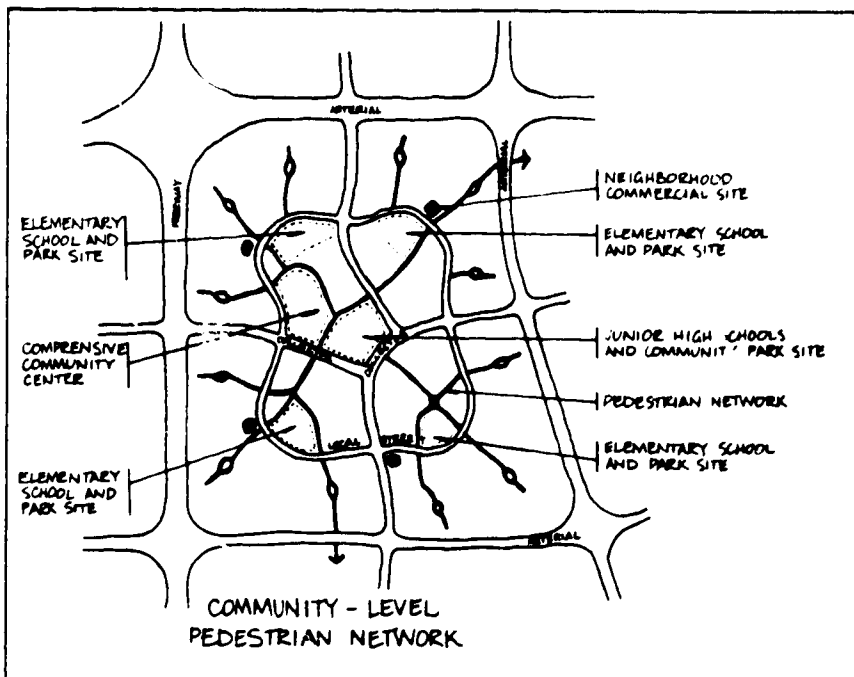 ARTERIAL
ARTERIAL
FREEWAY
NEIGHBORHOOD
COMMERCIAL SITE
ELEMENTARY
SCHOOL AND
PARK SITE
ELEMENTARY SCHOOL
AND PARK SITE
COMPRENSIVE
COMMUNITY
CENTER
JUNIOR HIGH SCHOOLS
AND COMMUNIT' PARK SITE
PEDESTRIAN NETWORK
LOCAL STREET
ELEMENTARY SCHOOL
AND PARK SITE
ELEMENTARY
SCHOOL AND
PARK SITE
ARTERIAL
COMMUNITY - LEVEL
PEDESTRIAN NETWORK